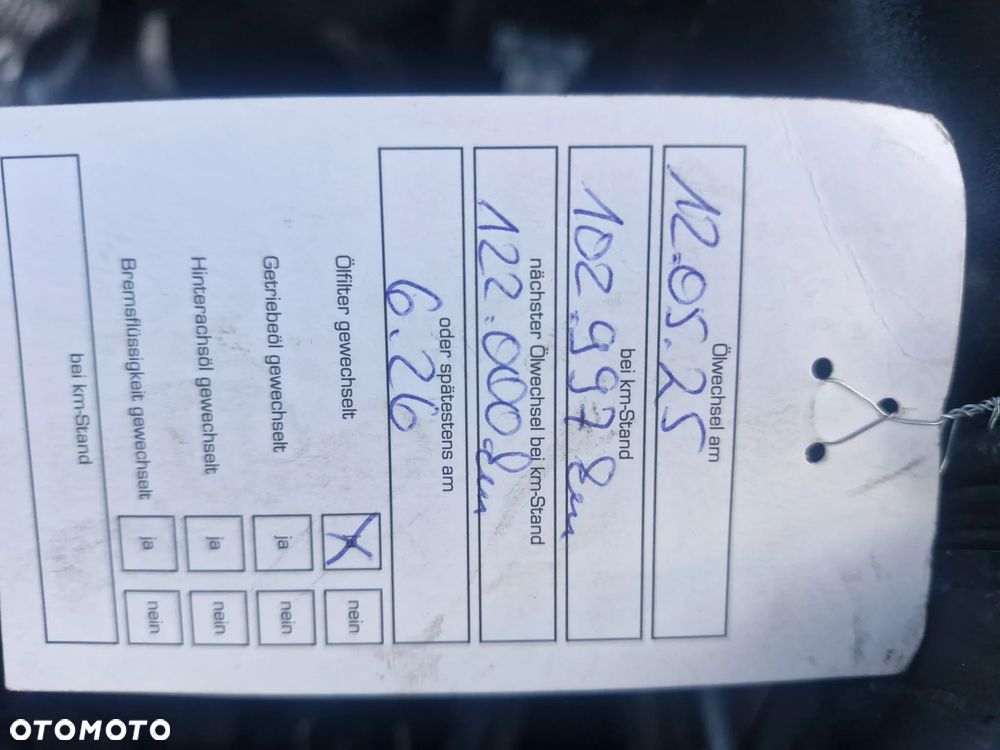 Ölwechsel am
12.05.25
bei km-Stand
102.997 km
nächster Ölwechsel bei km-Stand
122.000 km
oder spätestens am
6.26
Ölfilter gewechselt X nein
Getriebeöl gewechselt ja nein
Hinterachsöl gewechselt ja nein
Bremsflüssigkeit gewechselt ja nein
bei km-Stand
OTOMOTO